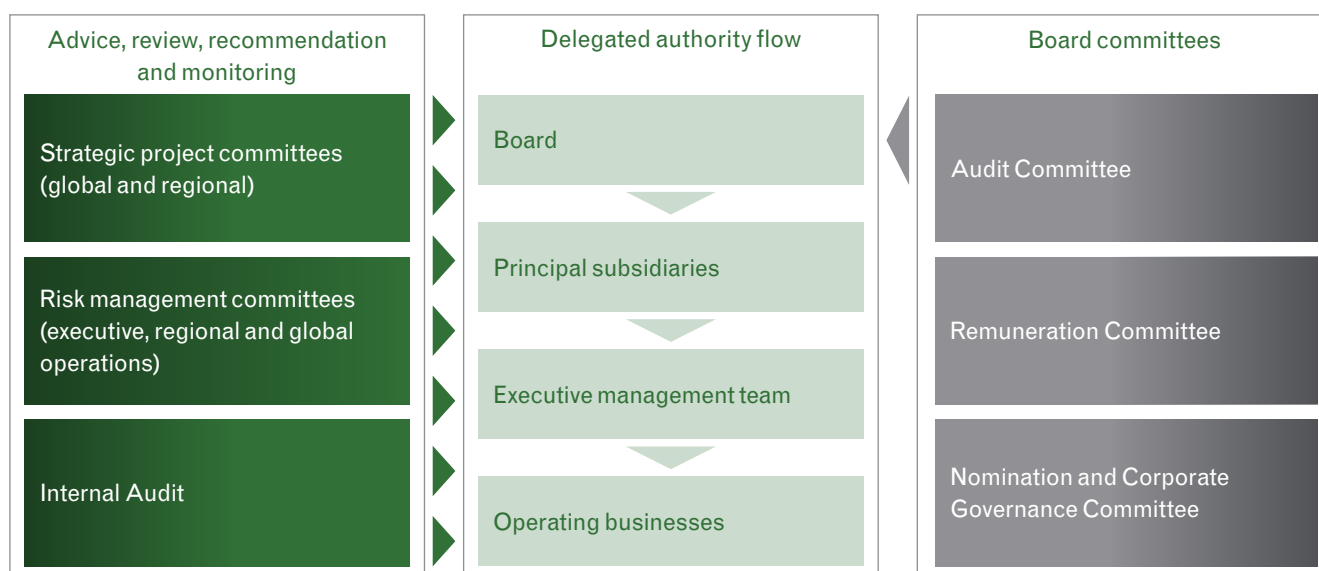 Advice, review, recommendation
and monitoring
Strategic project committees
(global and regional)
Risk management committees
(executive, regional and global
operations)
Internal Audit
Delegated authority flow
Board
Principal subsidiaries
Executive management team
Operating businesses
Board committees
Audit Committee
Remuneration Committee
Nomination and Corporate
Governance Committee